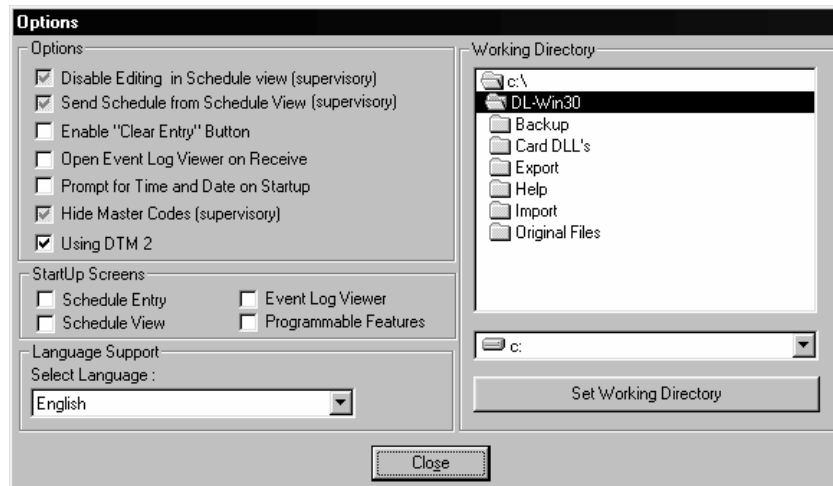 Options
Options
Disable Editing in Schedule view (supervisory)
Send Schedule from Schedule View (supervisory)
Enable "Clear Entry" Button
Open Event Log Viewer on Receive
Prompt for Time and Date on Startup
Hide Master Codes (supervisory)
Using DTM 2
StartUp Screens
Schedule Entry
Event Log Viewer
Schedule View
Programmable Features
Language Support
Select Language :
English
Working Directory
c:\
DL-Win30
Backup
Card DLL's
Export
Help
Import
Original Files
c:
Set Working Directory
Close